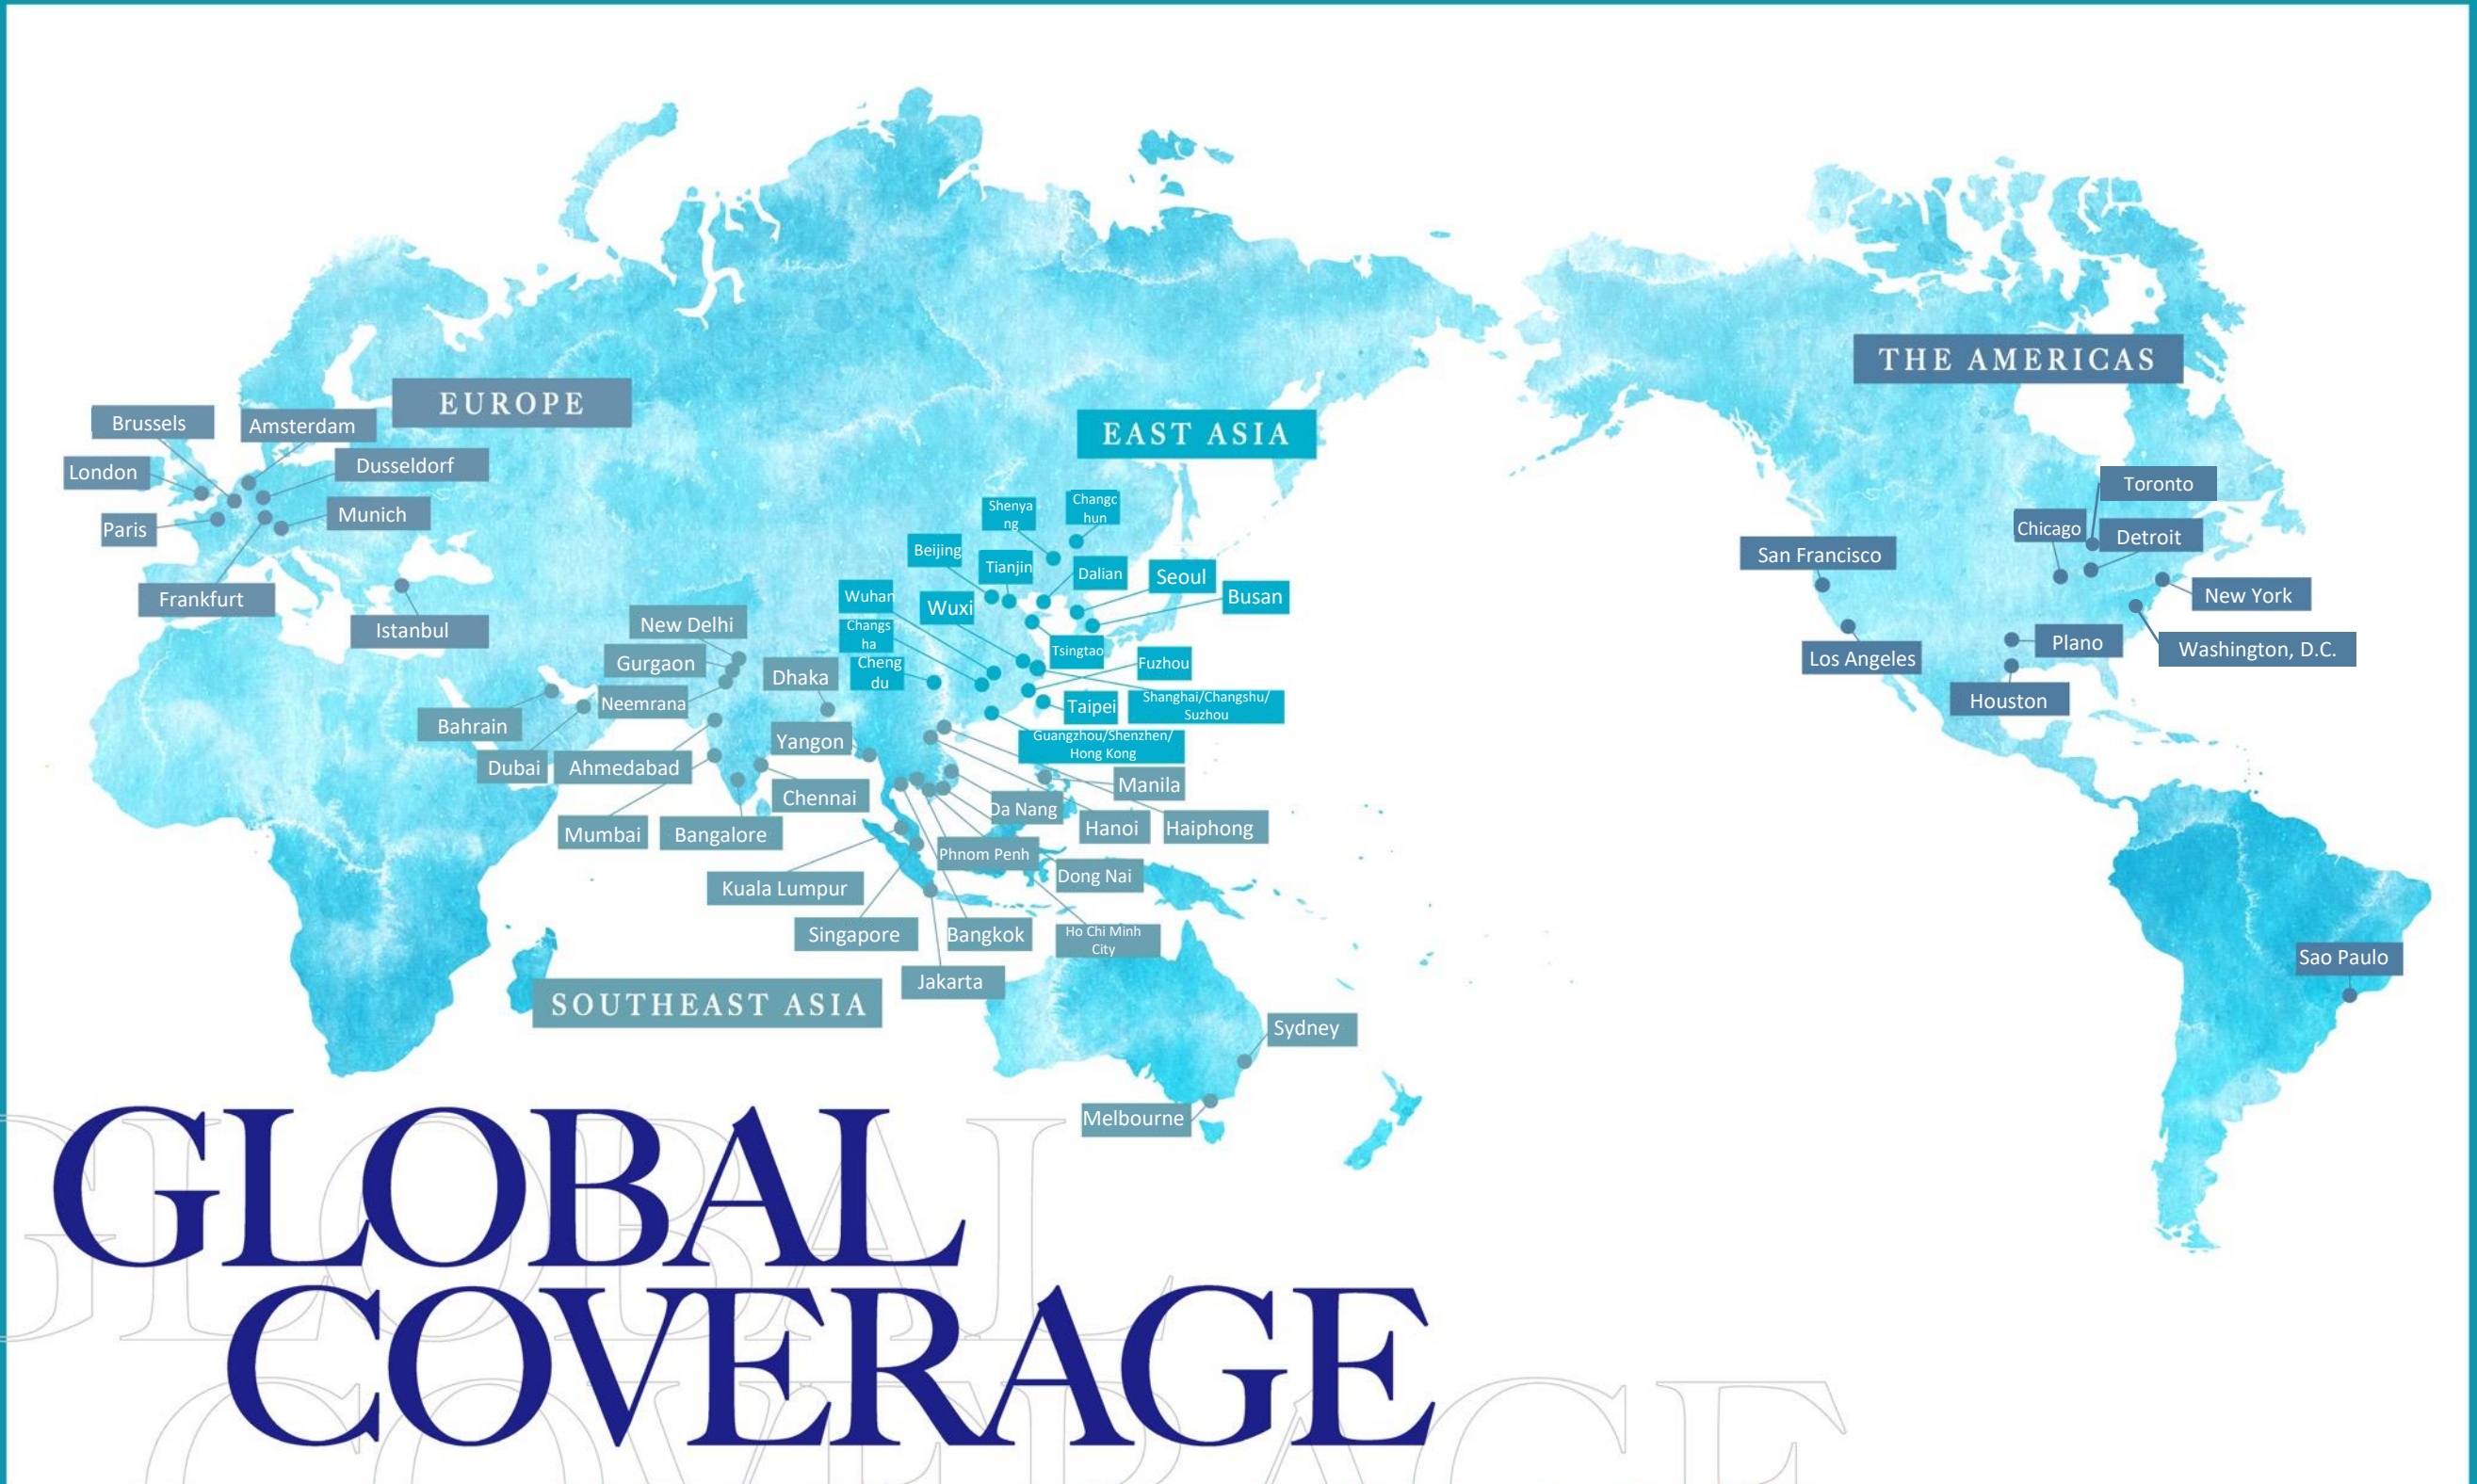 THE AMERICAS
EUROPE
EAST ASIA
Brussels
Amsterdam
London
Dusseldorf
Paris
Munich
Frankfurt
Istanbul
Shenya
ng
Changc
hun
Beijing
Tianjin
Dalian
Seoul
Busan
Wuhan
Wuxi
Changs
ha
Cheng
du
Tsingtao
Fuzhou
Taipei
Shanghai/Changshu/
Suzhou
Guangzhou/Shenzhen/
Hong Kong
New Delhi
Gurgaon
Neemrana
Dhaka
Bahrain
Dubai
Ahmedabad
Yangon
Chennai
Mumbai
Bangalore
Manila
Da Nang
Hanoi
Haiphong
Phnom Penh
Dong Nai
Kuala Lumpur
Singapore
Bangkok
Ho Chi Minh
City
Jakarta
SOUTHEAST ASIA
Sydney
Melbourne
Toronto
Chicago
Detroit
San Francisco
New York
Los Angeles
Plano
Washington, D.C.
Houston
Sao Paulo
GLOBAL
COVERAGE
GLOBAL
COVERAGE